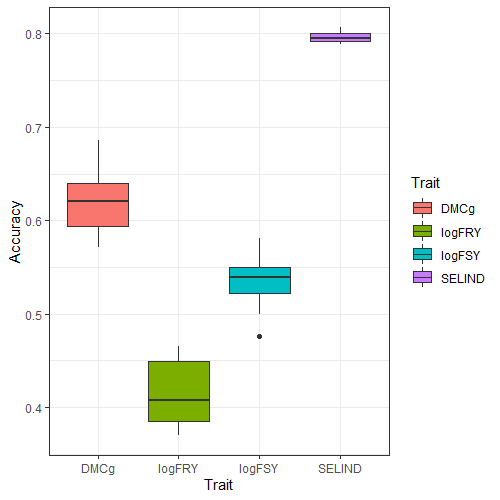 Accuracy
0.8
0.7
0.6
0.5
0.4
DMCg logFRY logFSY SELIND
Trait
Trait
DMCg
logFRY
logFSY
SELIND